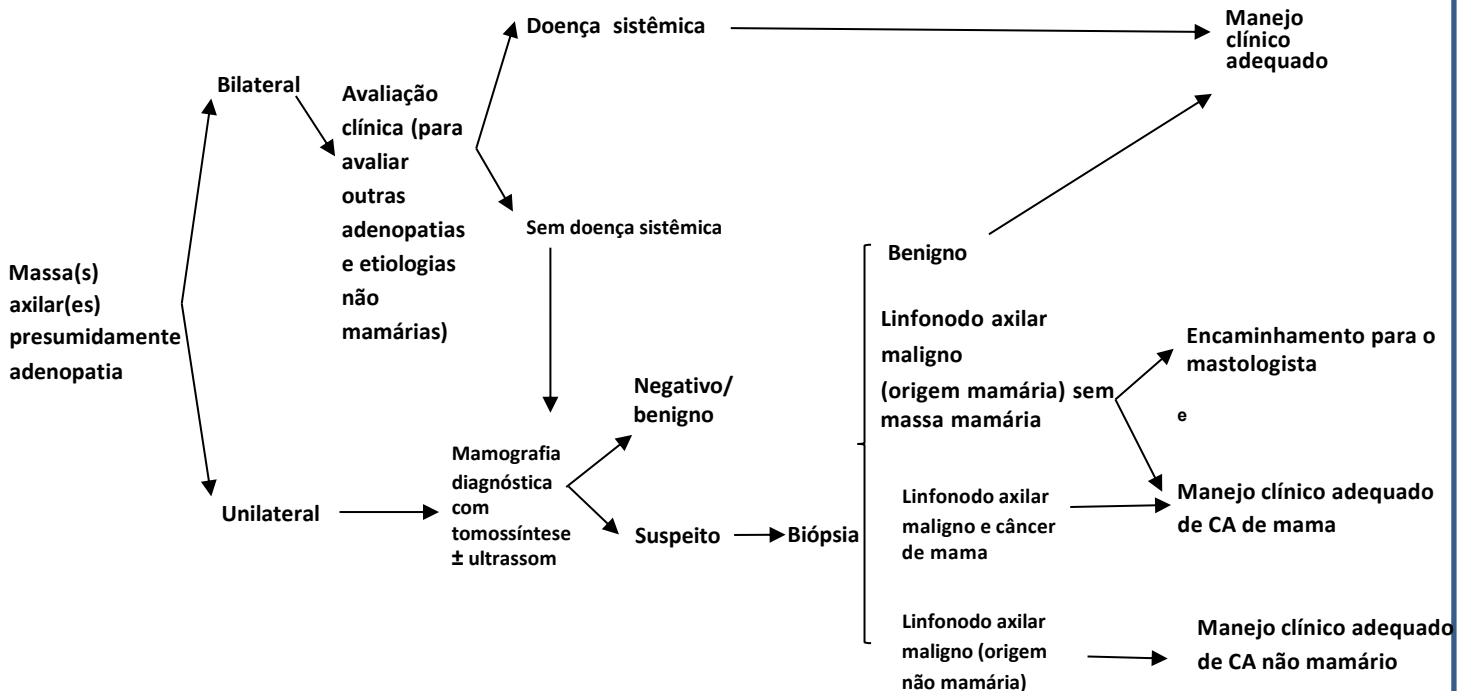 Massa(s)
axilar(es)
presumidamente
adenopatia
Bilateral
Unilateral
Avaliação
clínica (para
avaliar
outras
adenopatias
e etiologias
não
mamárias)
Doença sistêmica
Sem doença sistêmica
Manejo
clínico
adequado
Mamografia
diagnóstica
com
tomossíntese
± ultrassom
Negativo/
benigno
Suspeito
Biópsia
Benigno
Linfonodo axilar
maligno
(origem mamária) sem
massa mamária
Encaminhamento para o
mastologista
e
Linfonodo axilar
maligno e câncer
de mama
Manejo clínico adequado
de CA de mama
Linfonodo axilar
maligno (origem
não mamária)
Manejo clínico adequado
de CA não mamário